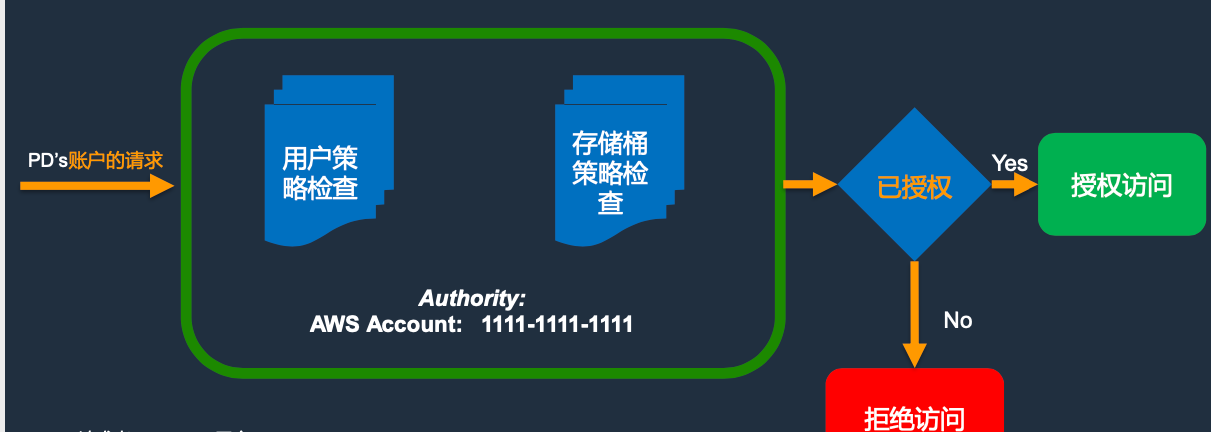 PD's账户的请求
用户策
略检查
存储桶
策略检
查
Authority:
AWS Account: 1111-1111-1111
已授权
Yes
授权访问
No
拒绝访问